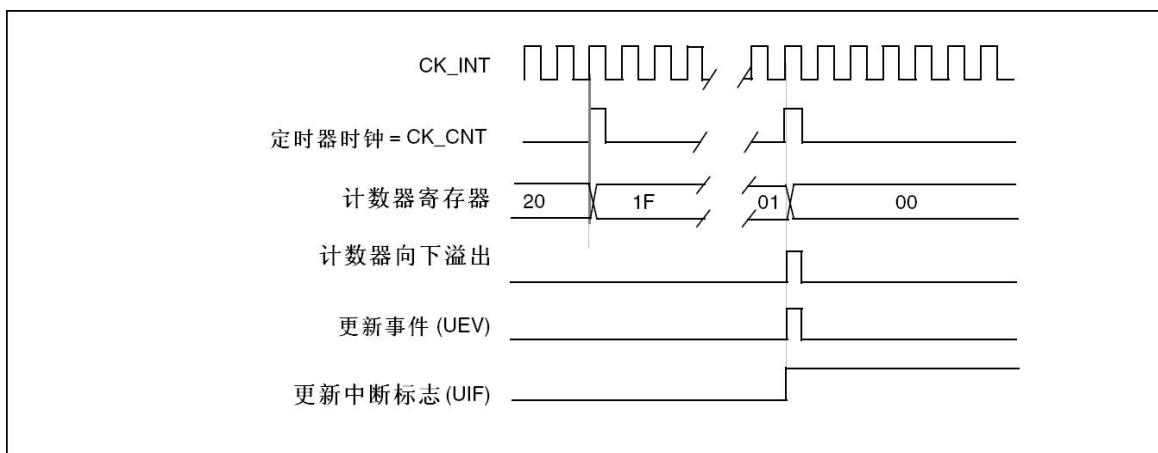 CK_INT
定时器时钟 = CK_CNT
计数器寄存器 20 1F 01 00
计数器向下溢出
更新事件 (UEV)
更新中断标志 (UIF)